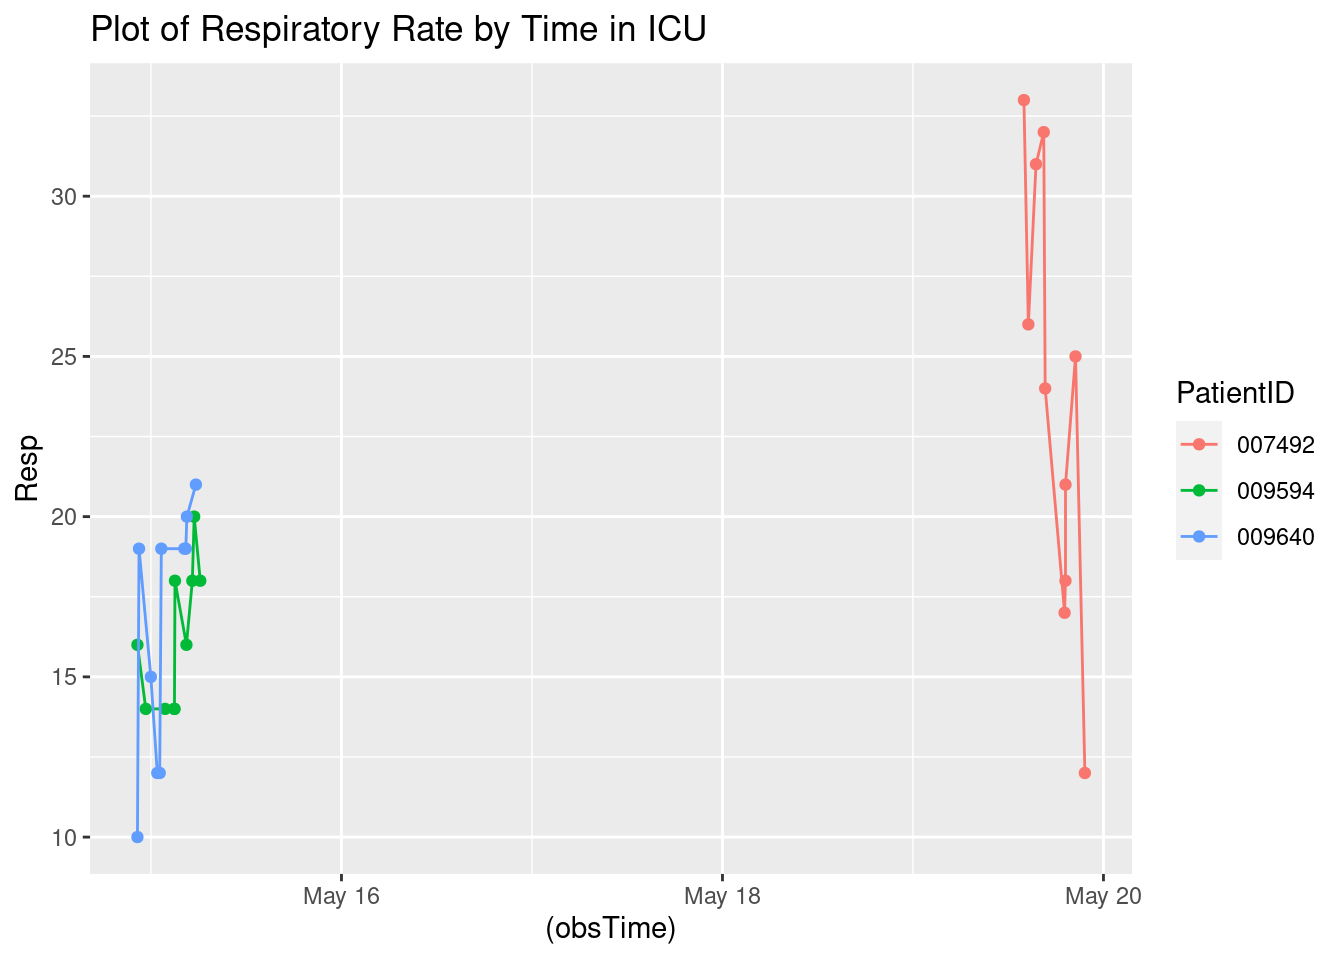 Plot of Respiratory Rate by Time in ICU
30
25
20
15
10
Resp
May 16
May 18
May 20
(obsTime)
PatientID
007492
009594
009640